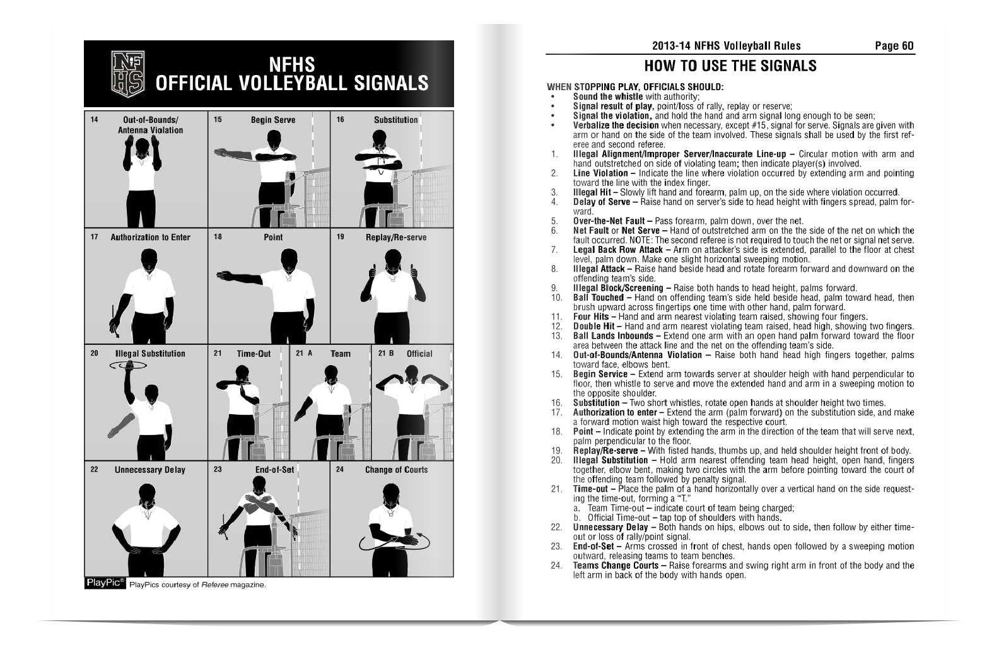 NFHS
NFHS
OFFICIAL VOLLEYBALL SIGNALS
14 Out-of-Bounds/
Antenna Violation
15 Begin Serve
16 Substitution
17 Authorization to Enter
18 Point
19 Replay/Re-serve
20 Illegal Substitution
21 Time-Out
21 A Team
21 B Official
22 Unnecessary Delay
23 End-of-Set
24 Change of Courts
PlayPic® PlayPics courtesy of Referee magazine.
2013-14 NFHS Volleyball Rules Page 60
HOW TO USE THE SIGNALS
WHEN STOPPING PLAY, OFFICIALS SHOULD:
• Sound the whistle with authority;
• Signal result of play, point/loss of rally, replay or reserve;
• Signal the violation, and hold the hand and arm signal long enough to be seen;
• Verbalize the decision when necessary, except #15, signal for serve. Signals are given with
arm or hand on the side of the team involved. These signals shall be used by the first ref-
eree and second referee.
1. Illegal Alignment/Improper Server/Inaccurate Line-up – Circular motion with arm and
hand outstretched on side of violating team; then indicate player(s) involved.
2. Line Violation – Indicate the line where violation occurred by extending arm and pointing
toward the line with the index finger.
3. Illegal Hit – Slowly lift hand and forearm, palm up, on the side where violation occurred.
4. Delay of Serve – Raise hand on server's side to head height with fingers spread, palm for-
ward.
5. Over-the-Net Fault – Pass forearm, palm down, over the net.
6. Net Fault or Net Serve – Hand of outstretched arm on the the side of the net on which the
fault occurred. NOTE: The second referee is not required to touch the net or signal net serve.
7. Legal Back Row Attack – Arm on attacker's side is extended, parallel to the floor at chest
level, palm down. Make one slight horizontal sweeping motion.
8. Illegal Attack – Raise hand beside head and rotate forearm forward and downward on the
offending team's side.
9. Illegal Block/Screening – Raise both hands to head height, palms forward.
10. Ball Touched – Hand on offending team's side held beside head, palm toward head, then
brush upward across fingertips one time with other hand, palm forward.
11. Four Hits – Hand and arm nearest violating team raised, showing four fingers.
12. Double Hit – Hand and arm nearest violating team raised, head high, showing two fingers.
13. Ball Lands Inbounds – Extend one arm with an open hand palm forward toward the floor
area between the attack line and the net on the offending team's side.
14. Out-of-Bounds/Antenna Violation – Raise both hand head high fingers together, palms
toward face, elbows bent.
15. Begin Service – Extend arm towards server at shoulder heigh with hand perpendicular to
floor, then whistle to serve and move the extended hand and arm in a sweeping motion to
the opposite shoulder.
16. Substitution – Two short whistles, rotate open hands at shoulder height two times.
17. Authorization to enter – Extend the arm (palm forward) on the substitution side, and make
a forward motion waist high toward the respective court.
18. Point – Indicate point by extending the arm in the direction of the team that will serve next,
palm perpendicular to the floor.
19. Replay/Re-serve – With fisted hands, thumbs up, and held shoulder height front of body.
20. Illegal Substitution – Hold arm nearest offending team head height, open hand, fingers
together, elbow bent, making two circles with the arm before pointing toward the court of
the offending team followed by penalty signal.
21. Time-out – Place the palm of a hand horizontally over a vertical hand on the side request-
ing the time-out, forming a “T.”
a. Team Time-out – indicate court of team being charged;
b. Official Time-out – tap top of shoulders with hands.
22. Unnecessary Delay – Both hands on hips, elbows out to side, then follow by either time-
out or loss of rally/point signal.
23. End-of-Set – Arms crossed in front of chest, hands open followed by a sweeping motion
outward, releasing teams to team benches.
24. Teams Change Courts – Raise forearms and swing right arm in front of the body and the
left arm in back of the body with hands open.